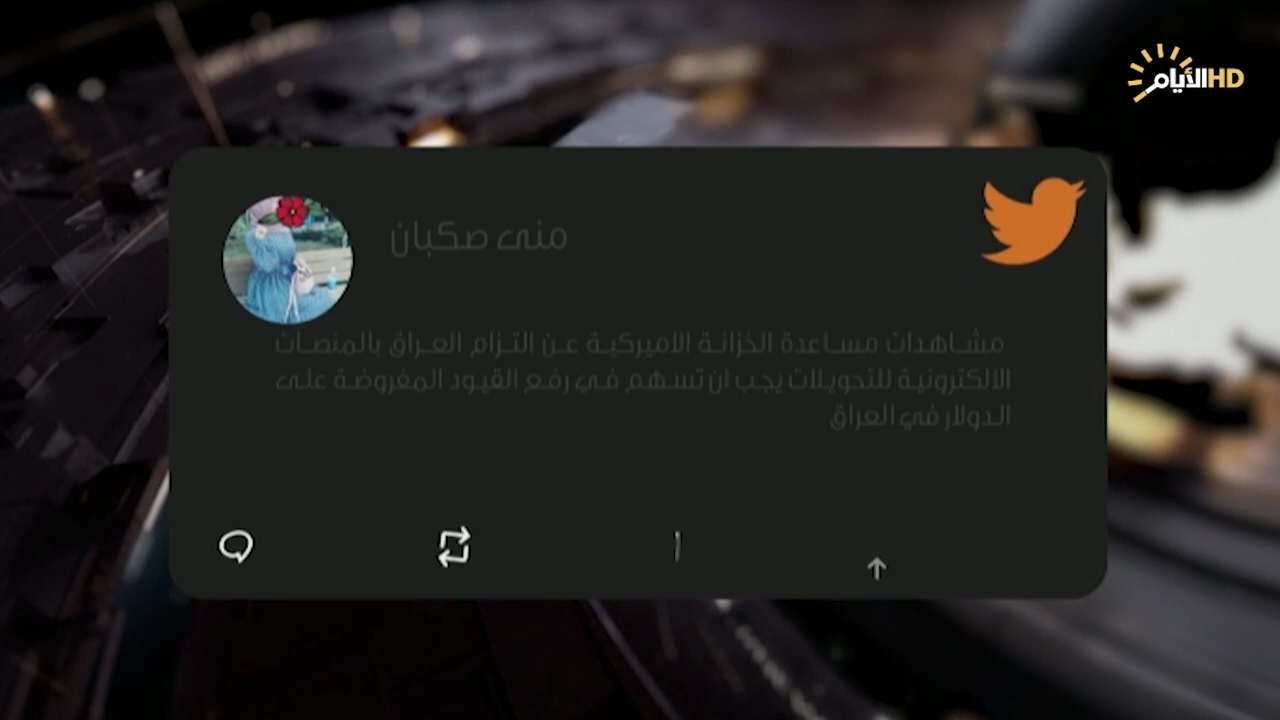 الأيام HD
منى صكبان
مشاهدات مساعدة الخزانة الاميركية عن التزام العراق بالمنصات
الالكترونية للتحويلات يجب ان تسهم في رفع القيود المفروضة على
الدولار في العراق